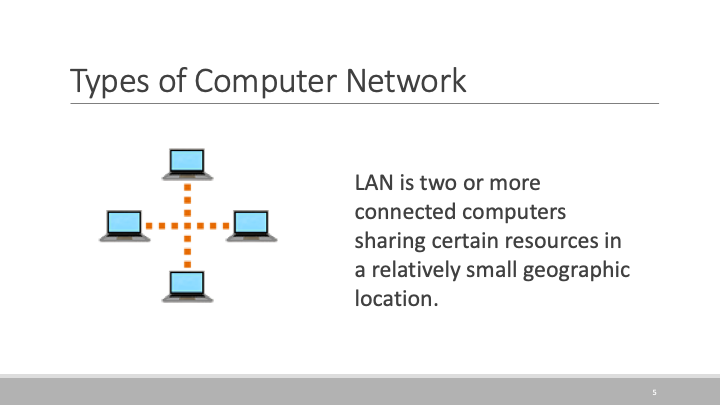 Types of Computer Network
LAN is two or more
connected computers
sharing certain resources in
a relatively small geographic
location.
5